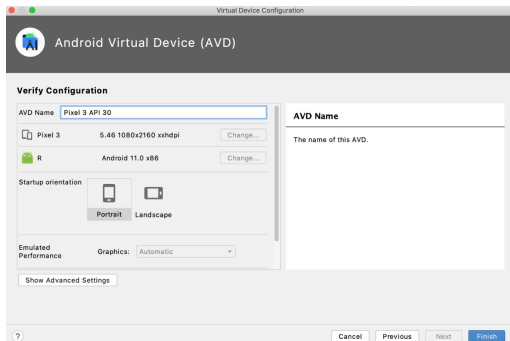 Virtual Device Configuration
Android Virtual Device (AVD)
Verify Configuration
AVD Name Pixel 3 API 30
Pixel 3 5.46 1080x2160 xxhdpi Change...
R Android 11.0 x86 Change...
Startup orientation
Portrait Landscape
Emulated
Performance Graphics: Automatic
Show Advanced Settings
AVD Name
The name of this AVD.
? Cancel Previous Next Finish